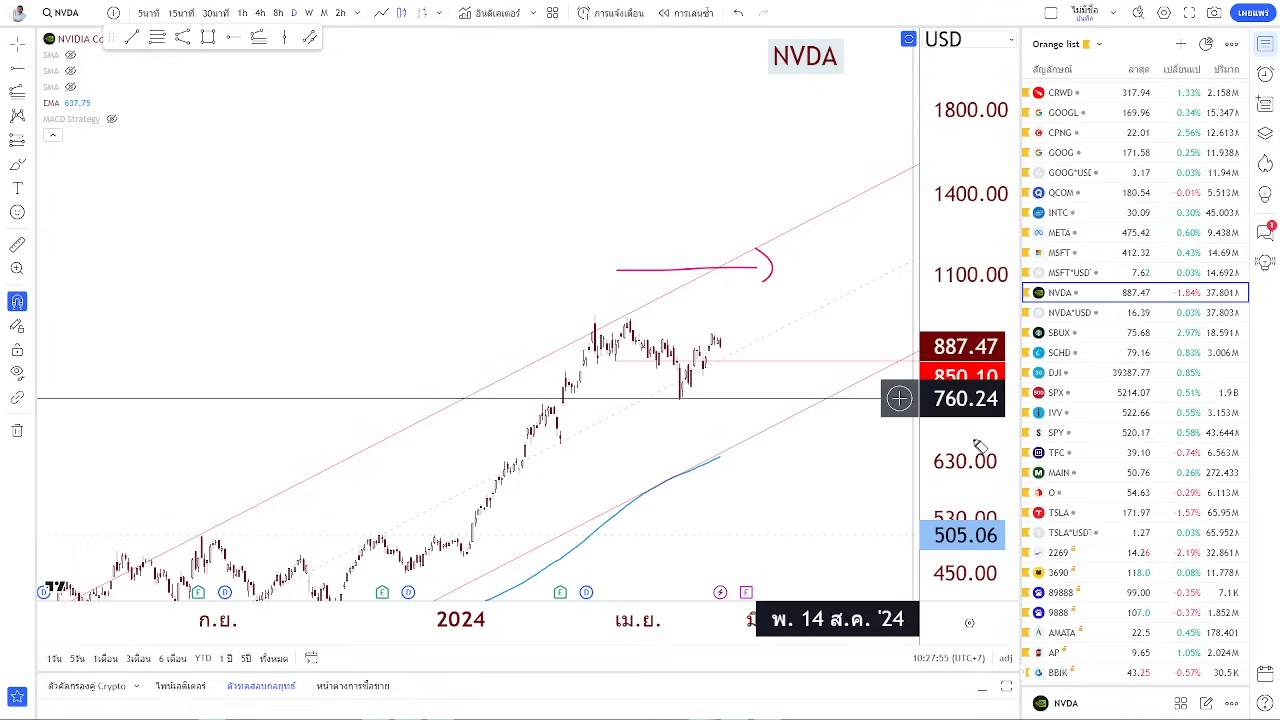 NVDA
5นาที 15นาที 30นาที 1h 4h 8h D W M 2h
อินดิเคเตอร์
การแจ้งเตือน
การเล่นซ้ำ
บันทึก
เผยแพร่
NVIDIA Co
SMA
SMA
SMA
EMA 637.75
MACD Strategy
NVDA
USD
1800.00
1400.00
1100.00
887.47
850.10
760.24
630.00
530.00
505.06
450.00
ก.ย. 2024 เม.ย.
พ. 14 ส.ค. '24
1วัน 5วัน 1เดือน 3เดือน 6 เดือน YTD 1 ปี 5ปี ทั้งหมด
10:27:55 (UTC+7) adj
ตัวคัดกรองคู่ Crypto ไพน์เอดิเตอร์ ตัวทดสอบกลยุทธ์ หน้าต่างการซื้อขาย
Orange list
สัญลักษณ์ ล่าสุด เปลี่ยนแป ปริมาณ
CRWD 317.94 1.33% 2.158M
GOOGL 169.96 0.34% 15.347M
CPNG 22.01 2.56% 12.613M
GOOG 171.58 0.25% 11.938M
GOOG*USD 3.17 0.03% 11.94M
QCOM 180.54 −0.01% 5.513M
INTC 30.09 0.30% 45.003M
META 475.42 0.60% 9.438M
MSFT 412.32 0.43% 14.69M
MSFT*USD 7.62 0.03% 14.692M
NVDA 887.47 −1.84% 37.801M
NVDA*USD 16.39 0.03% 37.803M
SBUX 75.68 2.97% 18.591M
SCHD 79.16 0.83% 3.006M
DJI 39387.77 0.85%
SPX 5214.07 0.51% 1.9B
IVV 522.66 0.55% 3.153M
SPY 520.17 0.58% 43.644M
TFC 39.10 −0.74% 6.563M
MAIN 50.76 0.26% 272.433
O 54.63 −0.29% 6.113M
TSLA 171.97 −1.57% 65.95M
TSLA*USD 1.27 0.03% 65.952M
2269 14.26 −2.19% 32.861M
3690 118.0 0.08% 11.778M
89888 99.00 −0.35% 7.1K
9888 107.0 −0.37% 1.852M
AMATA 22.5 0.45% 178.401
AP 9.65 1.05% 2.024M
BBIK 43.25 −0.57% 30.5K
NVDA